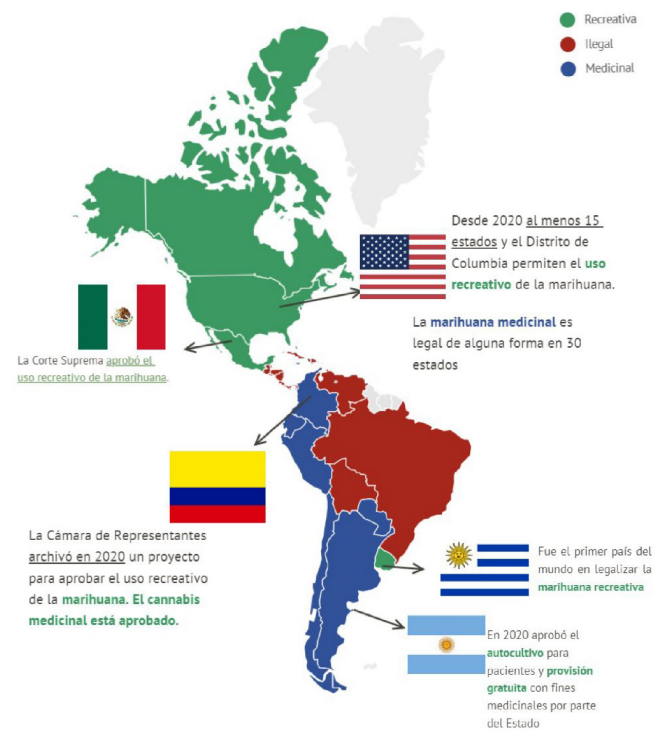 Recreativa
Ilegal
Medicinal
Desde 2020 al menos 15
estados y el Distrito de
Columbia permiten el uso
recreativo de la marihuana.
La marihuana medicinal es
legal de alguna forma en 30
estados
La Corte Suprema aprobó el
uso recreativo de la marihuana.
La Cámara de Representantes
archivó en 2020 un proyecto
para aprobar el uso recreativo
de la marihuana. El cannabis
medicinal está aprobado.
Fue el primer país del
mundo en legalizar la
marihuana recreativa
En 2020 aprobó el
autocultivo para
pacientes y provisión
gratuita con fines
medicinales por parte
del Estado